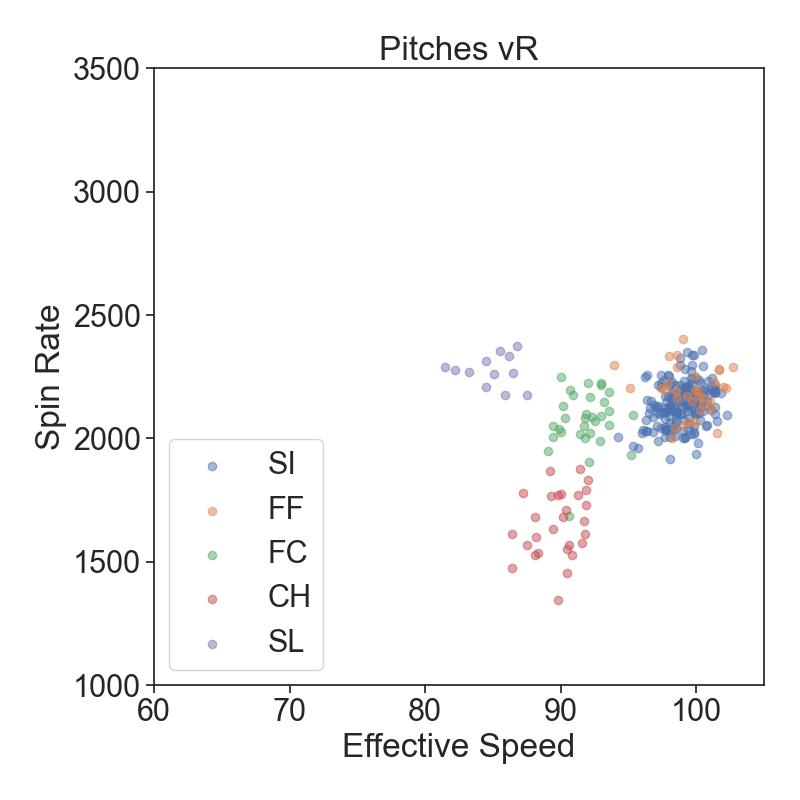 Pitches vR
3500
3000
2500
2000
1500
1000
Spin Rate
SI
FF
FC
CH
SL
60 70 80 90 100
Effective Speed